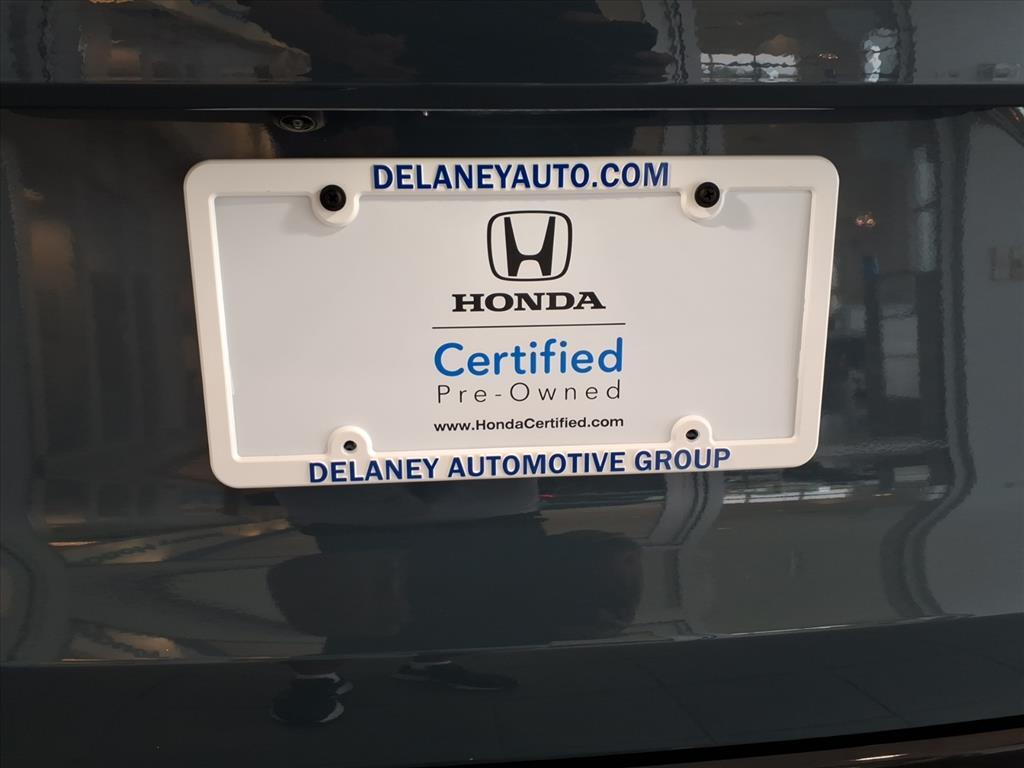 DELANEYAUTO.COM
HONDA
Certified
Pre-Owned
www.HondaCertified.com
DELANEY AUTOMOTIVE GROUP